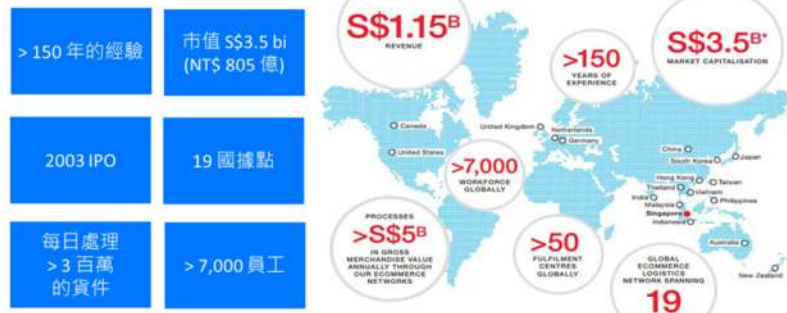 > 150 年的經驗
市值 S$3.5 bi
(NT$ 805 億)
2003 IPO
19 國據點
每日處理
> 3 百萬
的貨件
> 7,000 員工
S$1.15B
REVENUE
>150
YEARS OF
EXPERIENCE
S$3.5B*
MARKET CAPITALISATION
Canada
United States
United Kingdom
Netherlands
Germany
China
South Korea
Japan
Hong Kong
Taiwan
Thailand
Vietnam
India
Philippines
Malaysia
Singapore
Indonesia
Australia
New Zealand
>7,000
WORKFORCE
GLOBALLY
PROCESSES
>S$5B
IN GROSS
MERCHANDISE VALUE
ANNUALLY THROUGH
OUR ECOMMERCE
NETWORKS
>50
FULFILMENT
CENTRES
GLOBALLY
GLOBAL
ECOMMERCE
LOGISTICS
NETWORK SPANNING
19